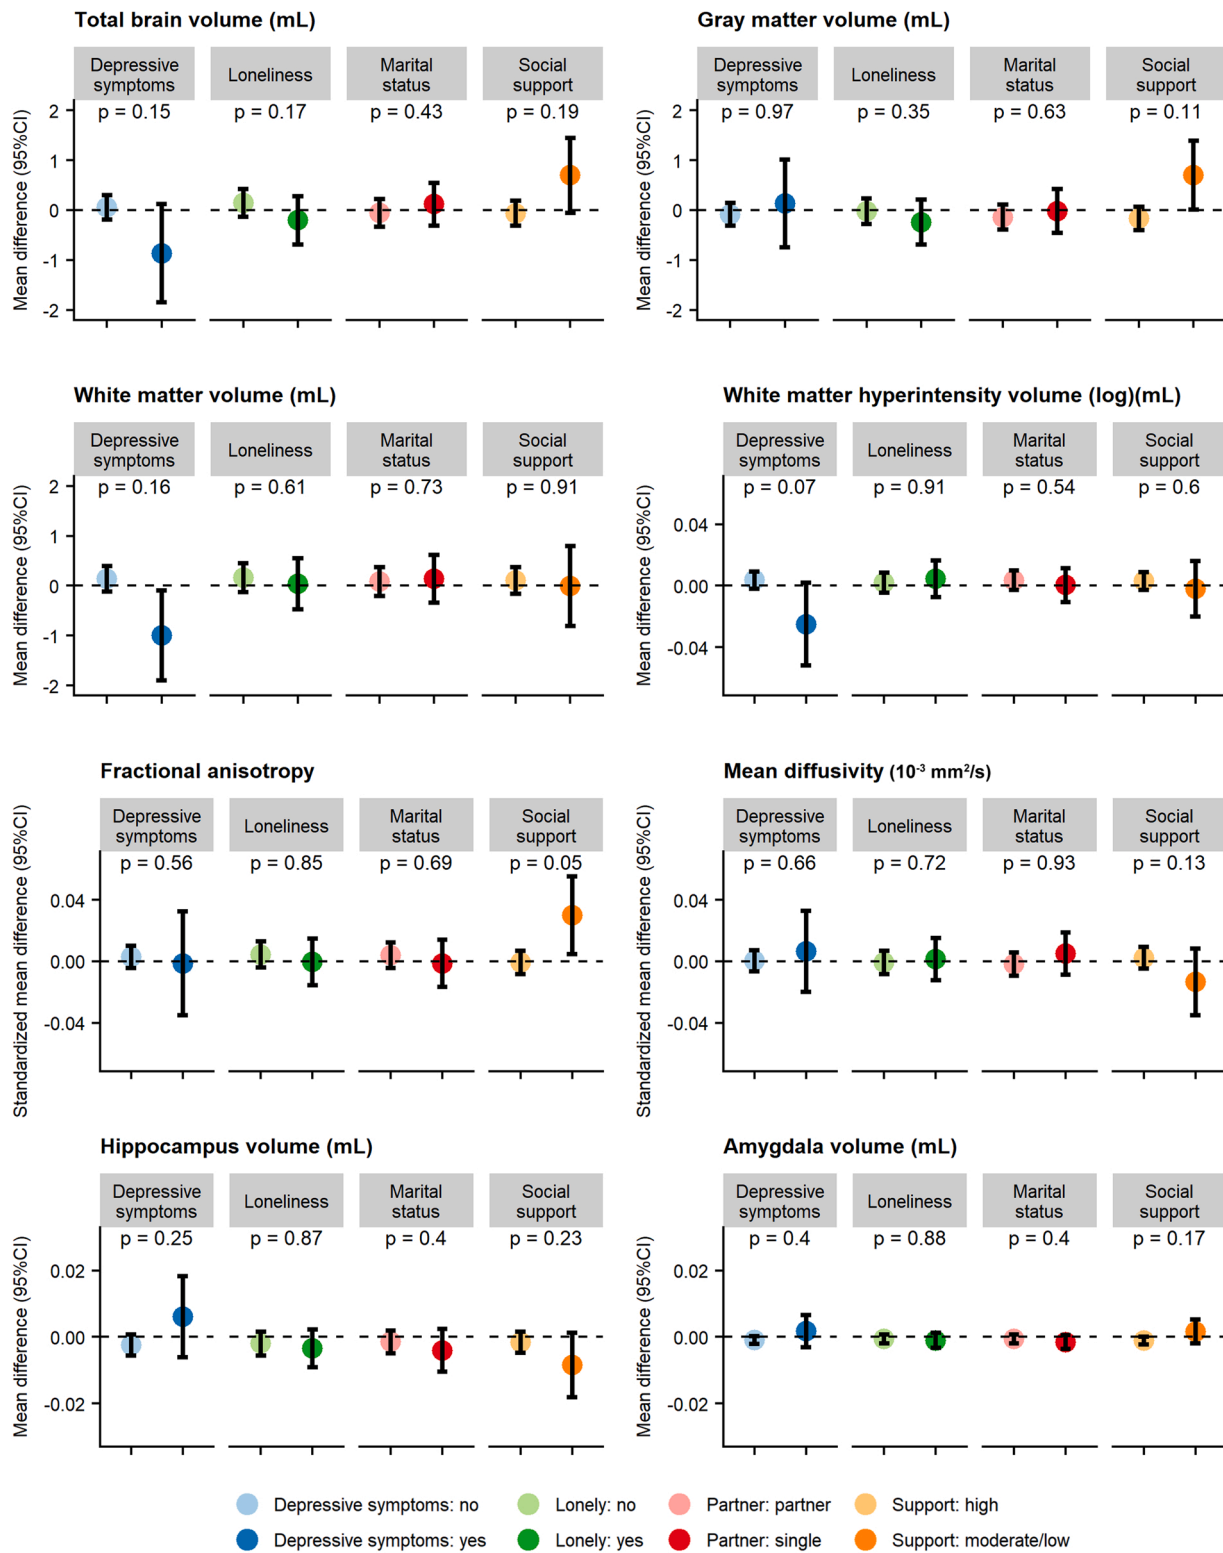 Total brain volume (mL)
Depressive symptoms
Loneliness
Marital status
Social support
p = 0.15
p = 0.17
p = 0.43
p = 0.19
Mean difference (95%CI)
2
1
0
-1
-2
Gray matter volume (mL)
Depressive symptoms
Loneliness
Marital status
Social support
p = 0.97
p = 0.35
p = 0.63
p = 0.11
Mean difference (95%CI)
2
1
0
-1
-2
White matter volume (mL)
Depressive symptoms
Loneliness
Marital status
Social support
p = 0.16
p = 0.61
p = 0.73
p = 0.91
Mean difference (95%CI)
2
1
0
-1
-2
White matter hyperintensity volume (log)(mL)
Depressive symptoms
Loneliness
Marital status
Social support
p = 0.07
p = 0.91
p = 0.54
p = 0.6
Mean difference (95%CI)
0.04
0.00
-0.04
Fractional anisotropy
Depressive symptoms
Loneliness
Marital status
Social support
p = 0.56
p = 0.85
p = 0.69
p = 0.05
Standardized mean difference (95%CI)
0.04
0.00
-0.04
Mean diffusivity (10⁻³ mm²/s)
Depressive symptoms
Loneliness
Marital status
Social support
p = 0.66
p = 0.72
p = 0.93
p = 0.13
Standardized mean difference (95%CI)
0.04
0.00
-0.04
Hippocampus volume (mL)
Depressive symptoms
Loneliness
Marital status
Social support
p = 0.25
p = 0.87
p = 0.4
p = 0.23
Mean difference (95%CI)
0.02
0.00
-0.02
Amygdala volume (mL)
Depressive symptoms
Loneliness
Marital status
Social support
p = 0.4
p = 0.88
p = 0.4
p = 0.17
Mean difference (95%CI)
0.02
0.00
-0.02
Depressive symptoms: no
Lonely: no
Partner: partner
Support: high
Depressive symptoms: yes
Lonely: yes
Partner: single
Support: moderate/low